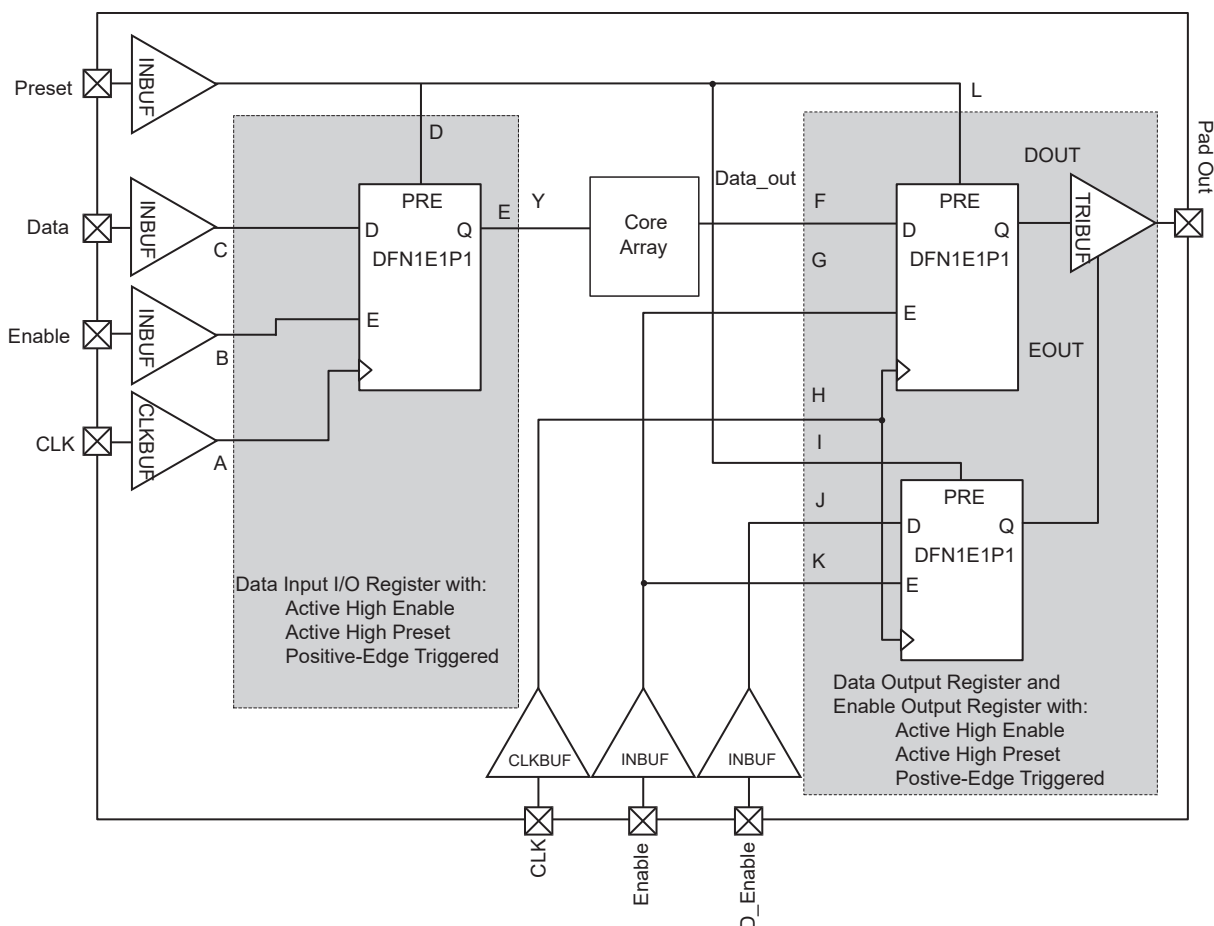 Preset
INBUF
L
D
Pad Out
DOUT
PRE
PRE
Data_out
TRIBUF
Data
INBUF
C
D
Q
E
Y
Core
Array
F
D
Q
DFN1E1P1
G
DFN1E1P1
Enable
INBUF
B
E
E
EOUT
H
CLK
CLKBUF
A
I
PRE
J
D
Q
DFN1E1P1
K
E
Data Input I/O Register with:
Active High Enable
Active High Preset
Positive-Edge Triggered
Data Output Register and
Enable Output Register with:
Active High Enable
Active High Preset
Postive-Edge Triggered
CLKBUF
INBUF
INBUF
CLK
Enable
D_Enable